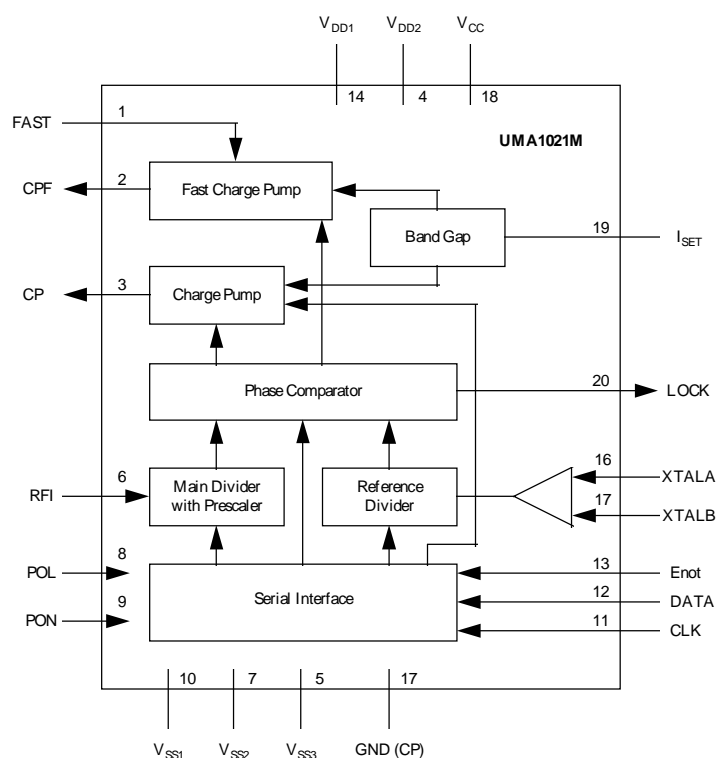 VDD1 VDD2 VCC
14 4 18
FAST 1
UMA1021M
CPF 2 Fast Charge Pump
Band Gap 19 ISET
CP 3 Charge Pump
Phase Comparator 20 LOCK
RFI 6 Main Divider
with Prescaler
Reference
Divider
16 XTALA
17 XTALB
POL 8
PON 9
Serial Interface
13 Enot
12 DATA
11 CLK
10 7 5 17
VSS1 VSS2 VSS3 GND (CP)